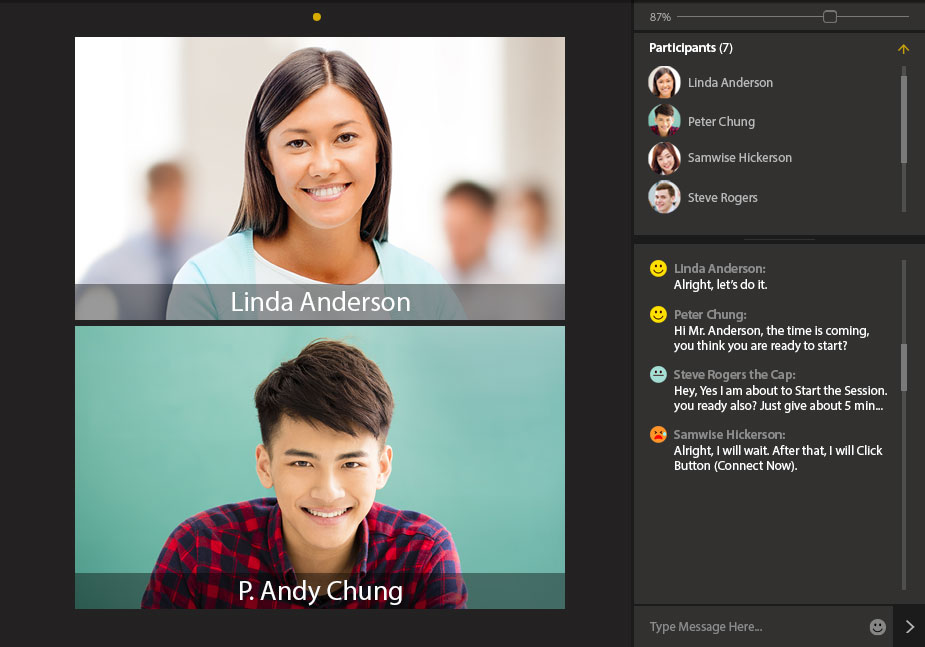 Linda Anderson
P. Andy Chung
87%
Participants (7)
Linda Anderson
Peter Chung
Samwise Hickerson
Steve Rogers
Linda Anderson:
Alright, let's do it.
Peter Chung:
Hi Mr. Anderson, the time is coming,
you think you are ready to start?
Steve Rogers the Cap:
Hey, Yes I am about to Start the Session.
you ready also? Just give about 5 min...
Samwise Hickerson:
Alright, I will wait. After that, I will Click
Button (Connect Now).
Type Message Here...